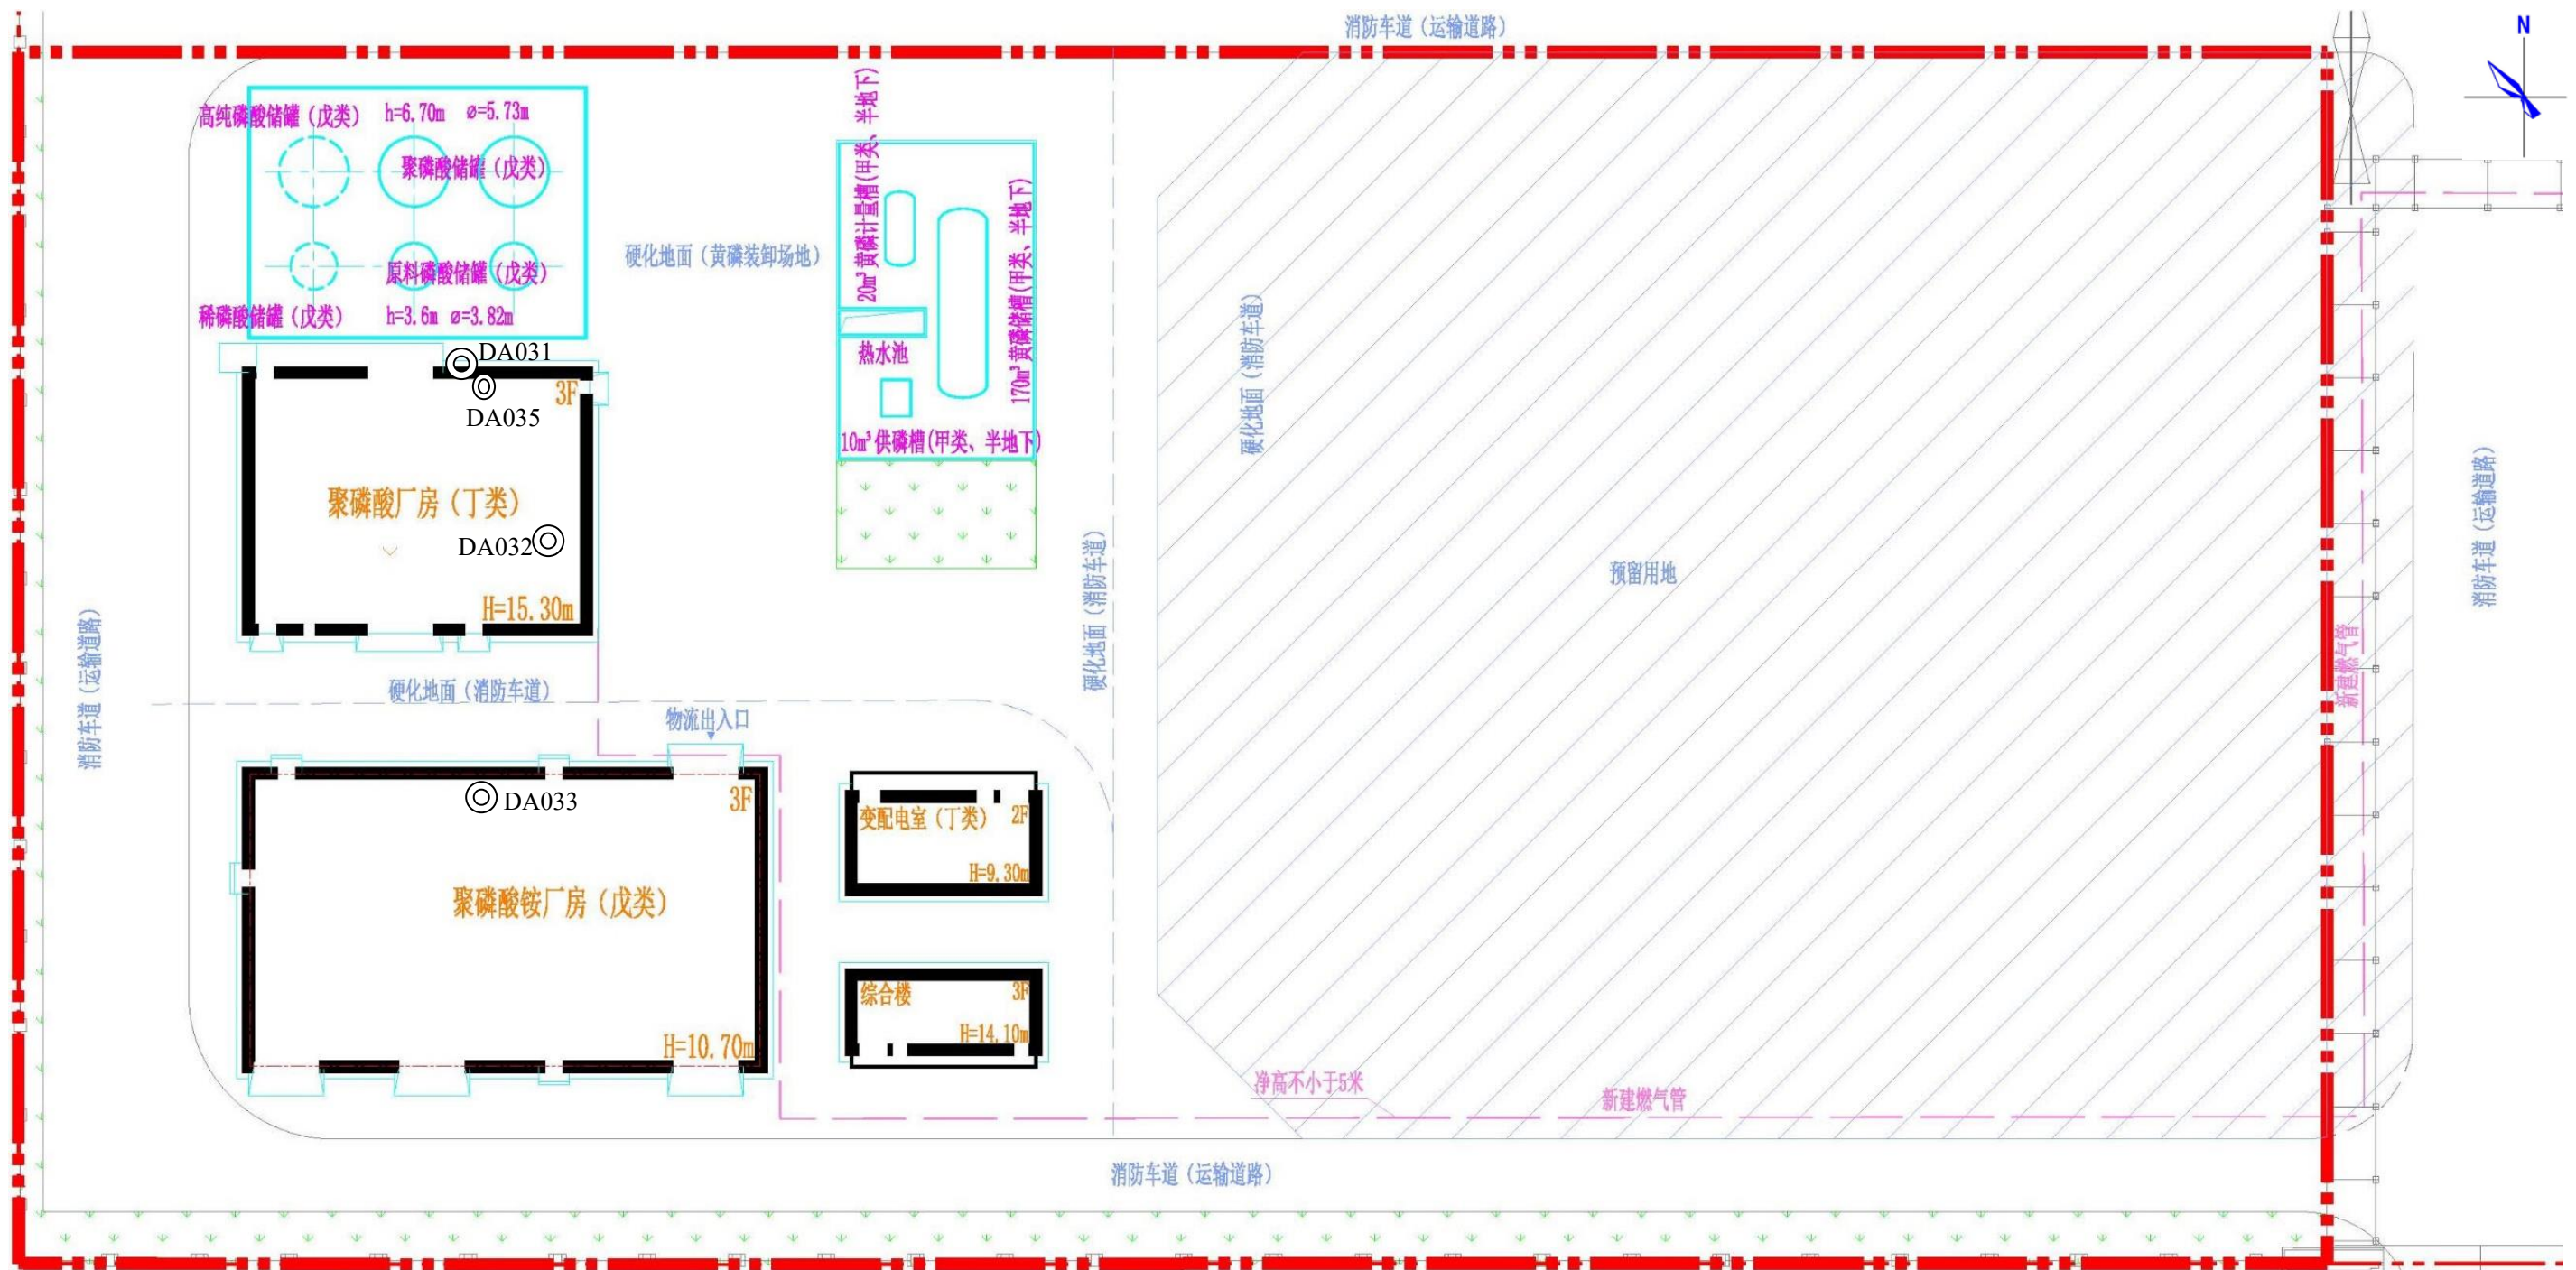 消防车道（运输道路）
N
高纯磷酸储罐（戊类） h=6.70m ø=5.73m
聚磷酸储罐（戊类）
原料磷酸储罐（戊类）
稀磷酸储罐（戊类） h=3.6m ø=3.82m
20m³黄磷计量槽(甲类、半地下)
170m³黄磷储槽(甲类、半地下)
硬化地面（黄磷装卸场地）
热水池
10m³供磷槽(甲类、半地下)
硬化地面（消防车道）
DA031
DA035
3F
聚磷酸厂房（丁类）
DA032
H=15.30m
硬化地面（消防车道）
预留用地
消防车道（运输道路）
新建燃气管
消防车道（运输道路）
硬化地面（消防车道）
物流出入口
DA033
3F
聚磷酸铵厂房（戊类）
H=10.70m
变配电室（丁类） 2F
H=9.30m
综合楼 3F
H=14.10m
净高不小于5米
新建燃气管
消防车道（运输道路）